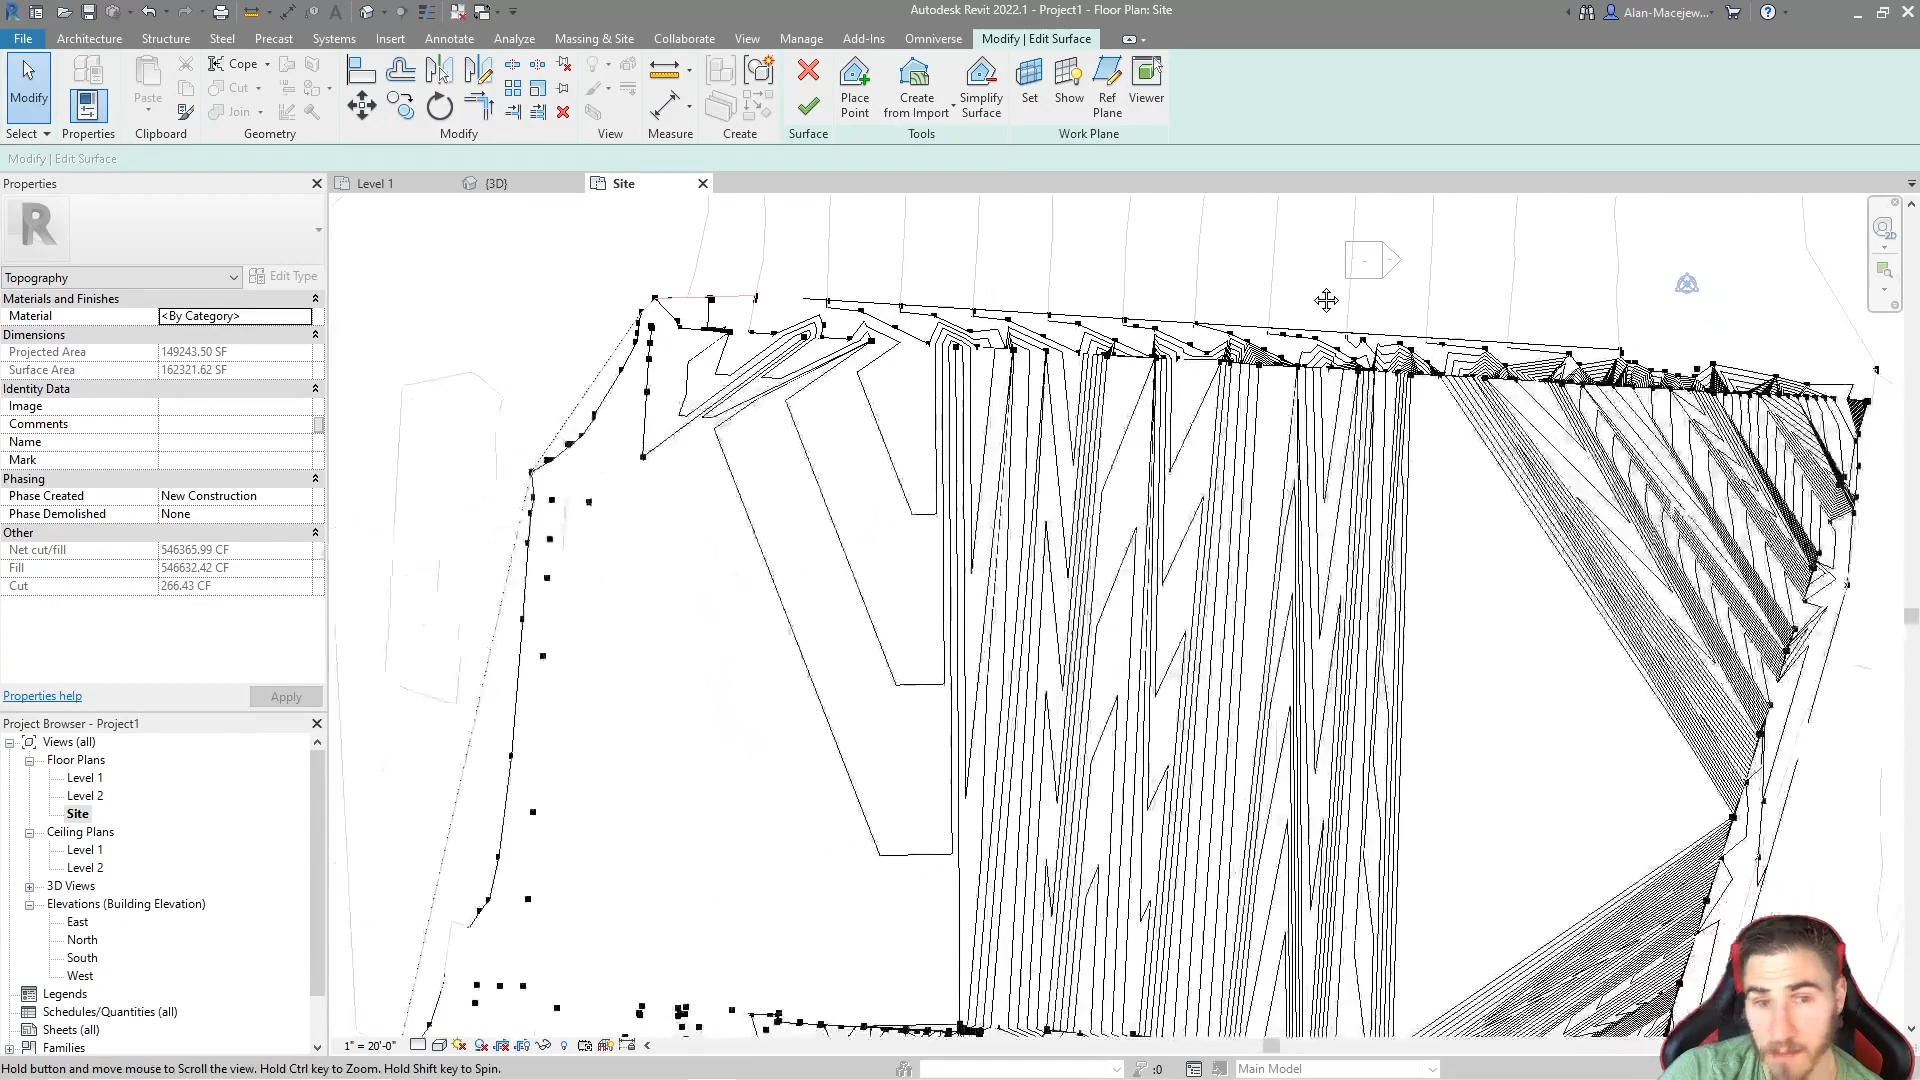 Autodesk Revit 2022.1 - Project1 - Floor Plan: Site
Alan-Macejew...
File Architecture Structure Steel Precast Systems Insert Annotate Analyze Massing & Site Collaborate View Manage Add-Ins Omniverse Modify | Edit Surface
Modify
Paste
Cope
Cut
Join
Place Point
Create from Import
Simplify Surface
Set
Show
Ref Plane
Viewer
Select Properties Clipboard Geometry Modify View Measure Create Surface Tools Work Plane
Modify | Edit Surface
Properties
Level 1
{3D}
Site
R
2D
Topography
Edit Type
Materials and Finishes
Material <By Category>
Dimensions
Projected Area 149243.50 SF
Surface Area 162321.62 SF
Identity Data
Image
Comments
Name
Mark
Phasing
Phase Created New Construction
Phase Demolished None
Other
Net cut/fill 546365.99 CF
Fill 546632.42 CF
Cut 266.43 CF
Properties help
Apply
Project Browser - Project1
Views (all)
Floor Plans
Level 1
Level 2
Site
Ceiling Plans
Level 1
Level 2
3D Views
Elevations (Building Elevation)
East
North
South
West
Legends
Schedules/Quantities (all)
Sheets (all)
Families
1" = 20'-0"
Hold button and move mouse to Scroll the view. Hold Ctrl key to Zoom. Hold Shift key to Spin.
:0
Main Model